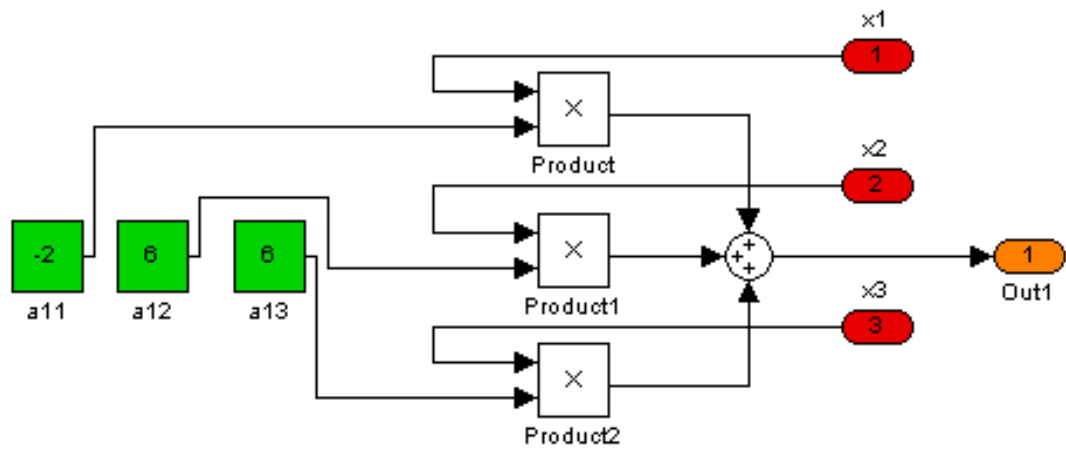 x1
1
×
Product
x2
2
-2
6
6
×
1
a11
a12
a13
Product1
x3
Out1
3
×
Product2